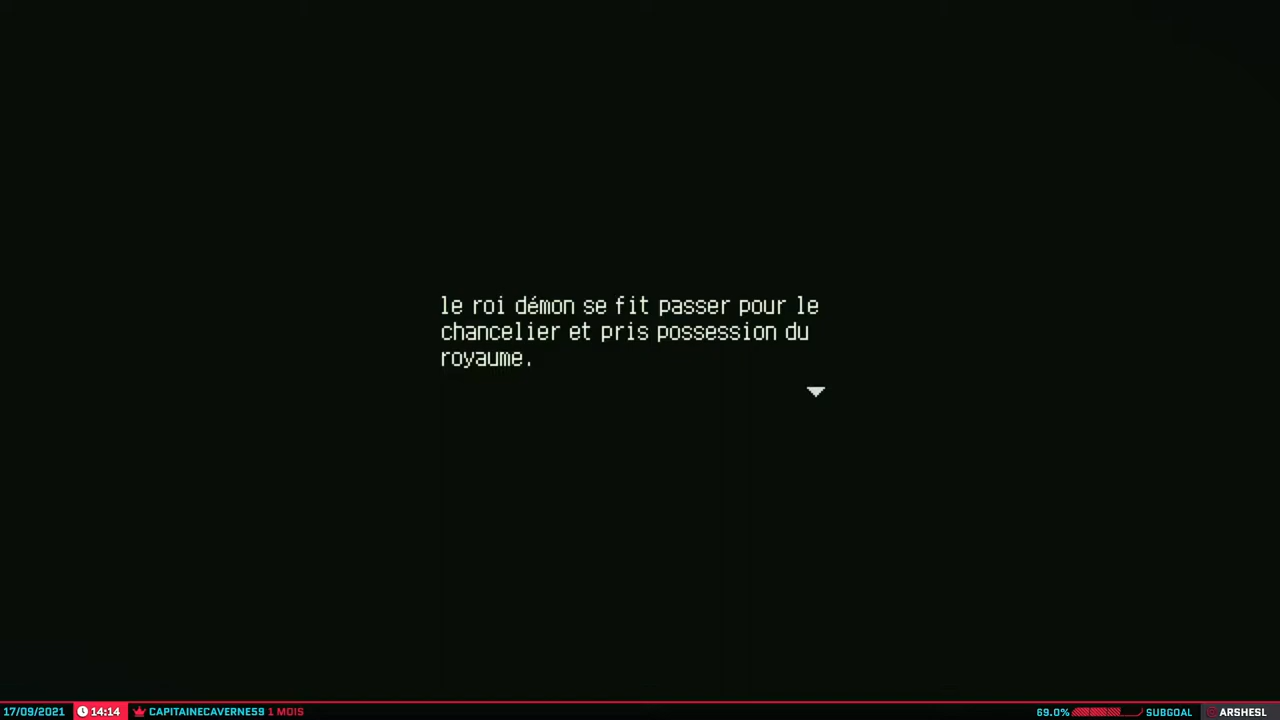 le roi démon se fit passer pour le
chancelier et pris possession du
royaume.
17/09/2021 14:14 CAPITAINECAVERNE59 1 MOIS 69.0% SUBGOAL ARSHESL